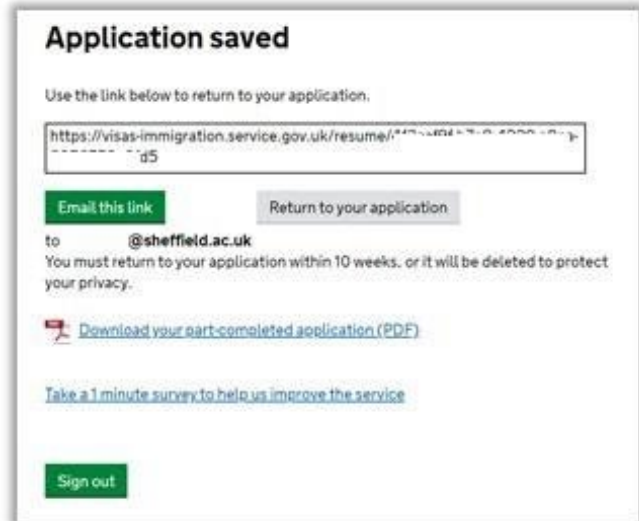 Application saved
Use the link below to return to your application.
https://visas-immigration.service.gov.uk/resume/
d5
Email this link
Return to your application
to @sheffield.ac.uk
You must return to your application within 10 weeks, or it will be deleted to protect
your privacy.
Download your part-completed application (PDF)
Take a 1 minute survey to help us improve the service
Sign out